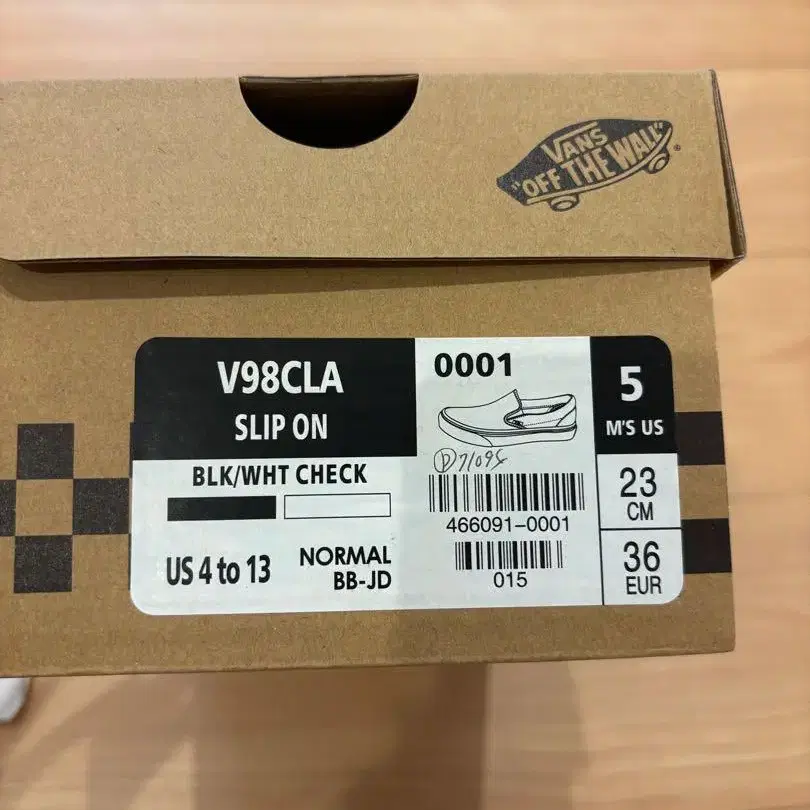 VANS
"OFF THE WALL"
V98CLA
SLIP ON
BLK/WHT CHECK
US 4 to 13
NORMAL
BB-JD
0001
466091-0001
015
5
M'S US
23
CM
36
EUR